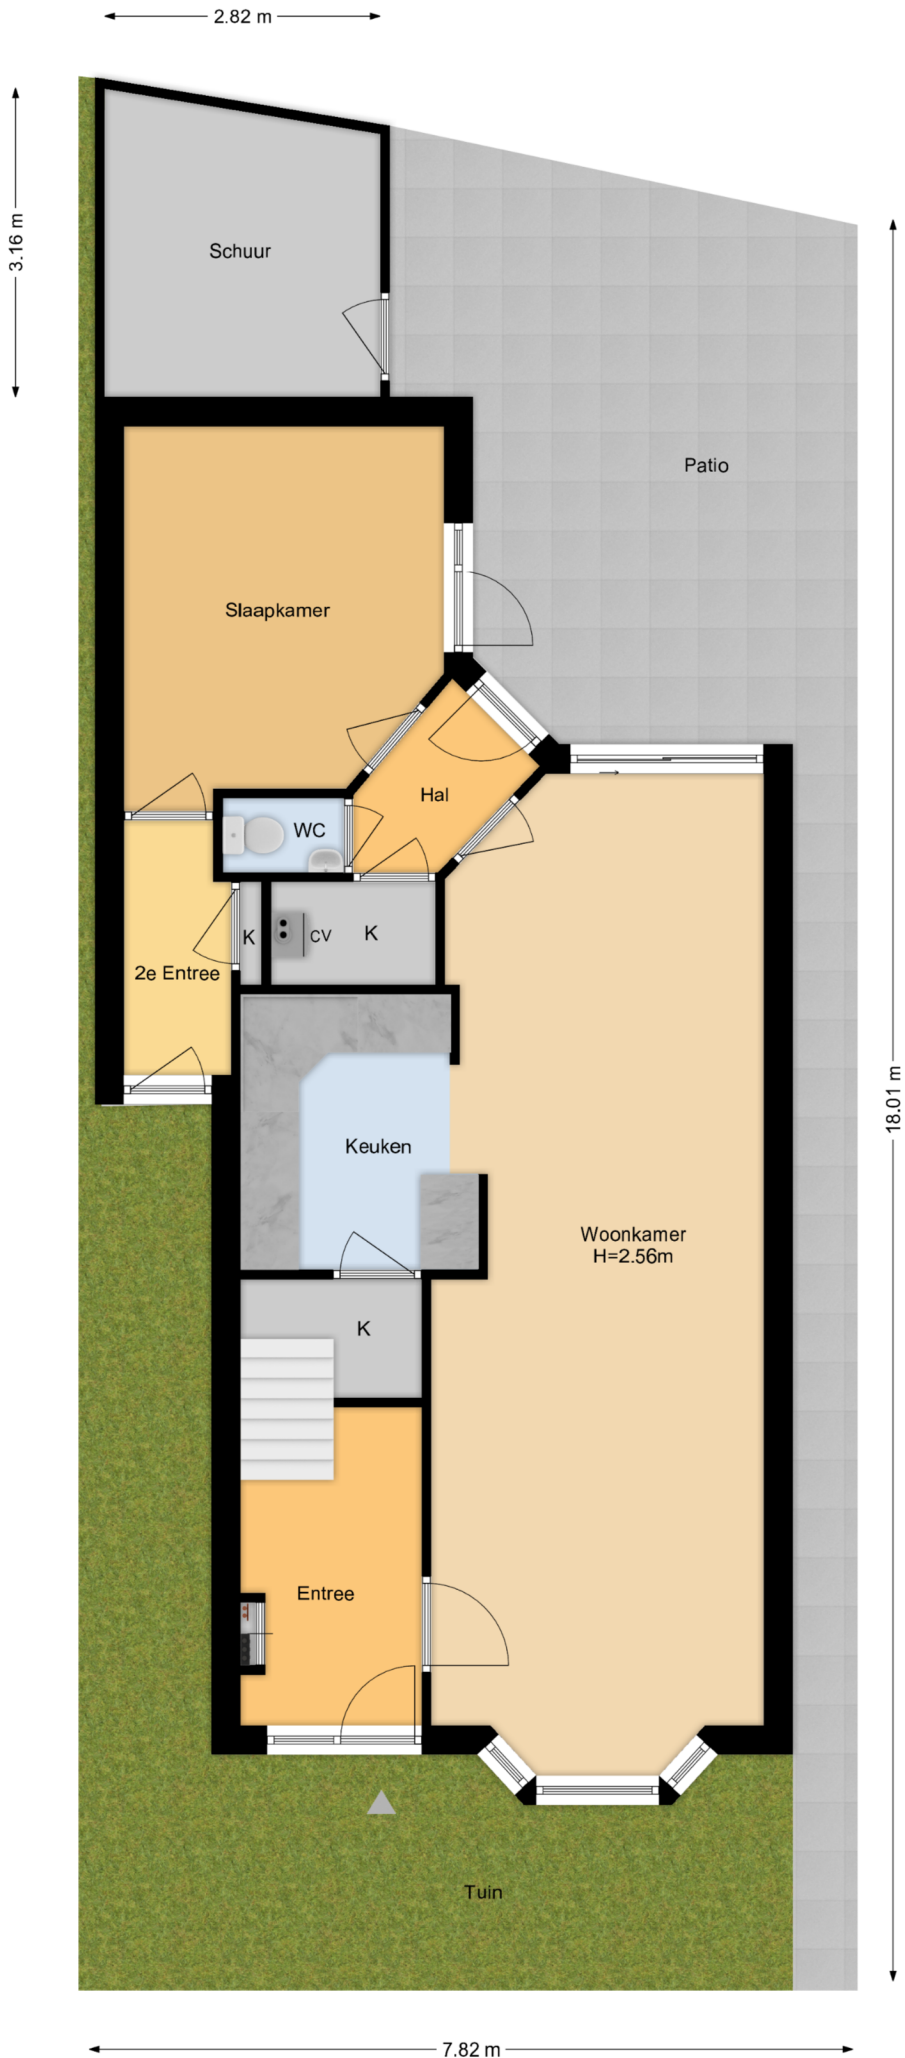 2.82 m
3.16 m
Schuur
Patio
Slaapkamer
Hal
WC
K
CV
K
2e Entree
18.01 m
Keuken
Woonkamer
H=2.56m
K
Entree
Tuin
7.82 m